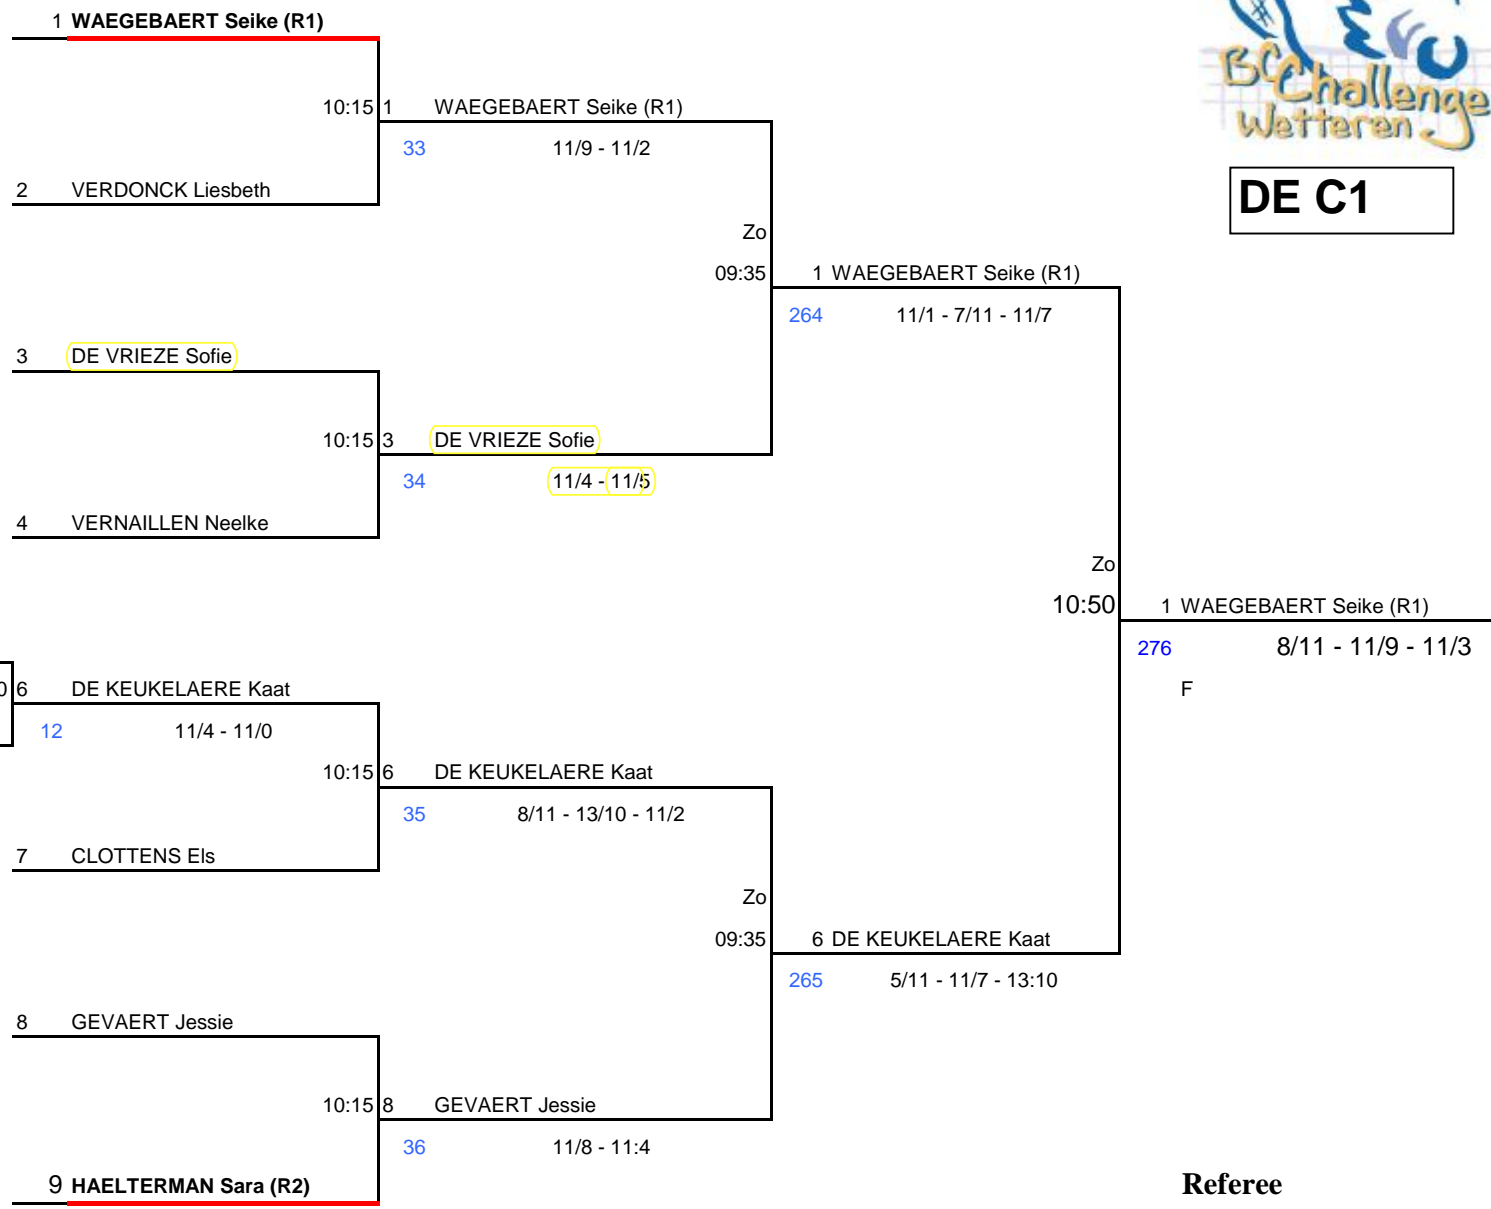 1 WAEGEBAERT Seike (R1)
BCChallenge
Wetteren
10:15 1 WAEGEBAERT Seike (R1)
33 11/9 - 11/2
2 VERDONCK Liesbeth
DE C1
Zo
09:35 1 WAEGEBAERT Seike (R1)
264 11/1 - 7/11 - 11/7
3 DE VRIEZE Sofie
10:15 3 DE VRIEZE Sofie
34 11/4 - 11/5
4 VERNAILLEN Neelke
Zo
10:50 1 WAEGEBAERT Seike (R1)
276 8/11 - 11/9 - 11/3
F
0 6 DE KEUKELAERE Kaat
12 11/4 - 11/0
10:15 6 DE KEUKELAERE Kaat
35 8/11 - 13/10 - 11/2
7 CLOTTENS Els
Zo
09:35 6 DE KEUKELAERE Kaat
265 5/11 - 11/7 - 13:10
8 GEVAERT Jessie
10:15 8 GEVAERT Jessie
36 11/8 - 11:4
9 HAELTERMAN Sara (R2)
Referee